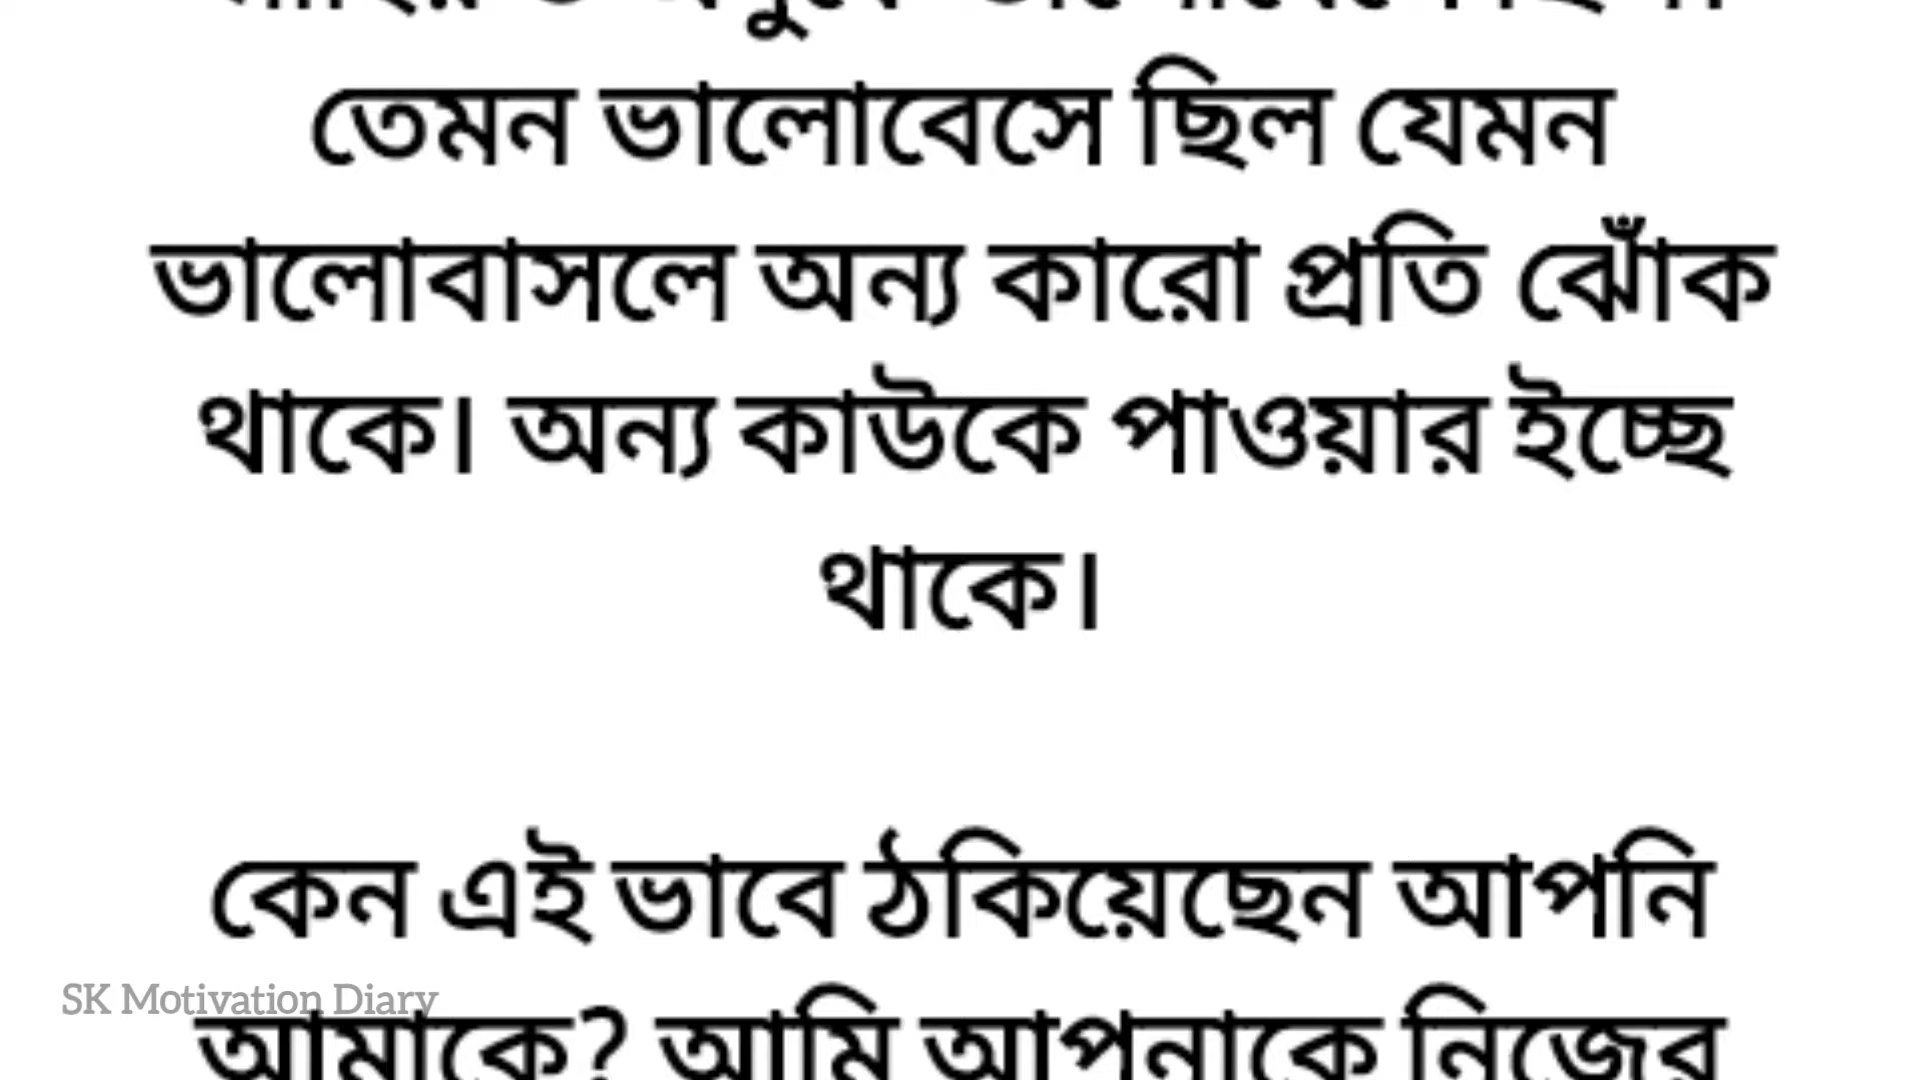 তেমন ভালোবেসে ছিল যেমন
ভালোবাসলে অন্য কারো প্রতি ঝোঁক
থাকে। অন্য কাউকে পাওয়ার ইচ্ছে
থাকে।
কেন এই ভাবে ঠকিয়েছেন আপনি
SK Motivation Diary
আমাকে? আমি আপনাকে নিজের